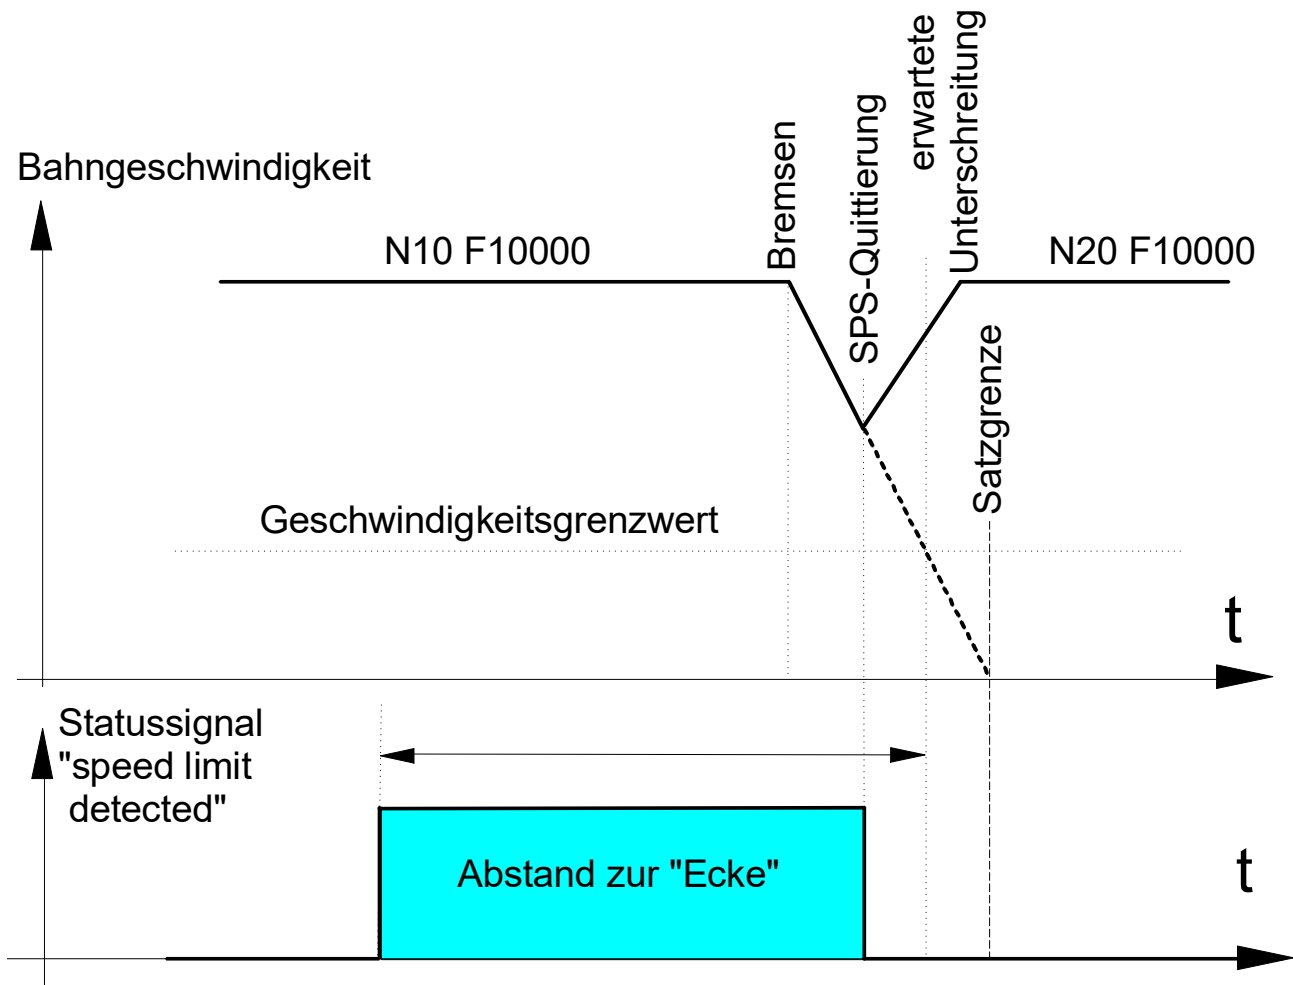 Bahngeschwindigkeit
N10 F10000
Bremsen
SPS-Quittierung
erwartete
Unterschreitung
N20 F10000
Satzgrenze
Geschwindigkeitsgrenzwert
t
Statussignal
"speed limit
detected"
Abstand zur "Ecke"
t